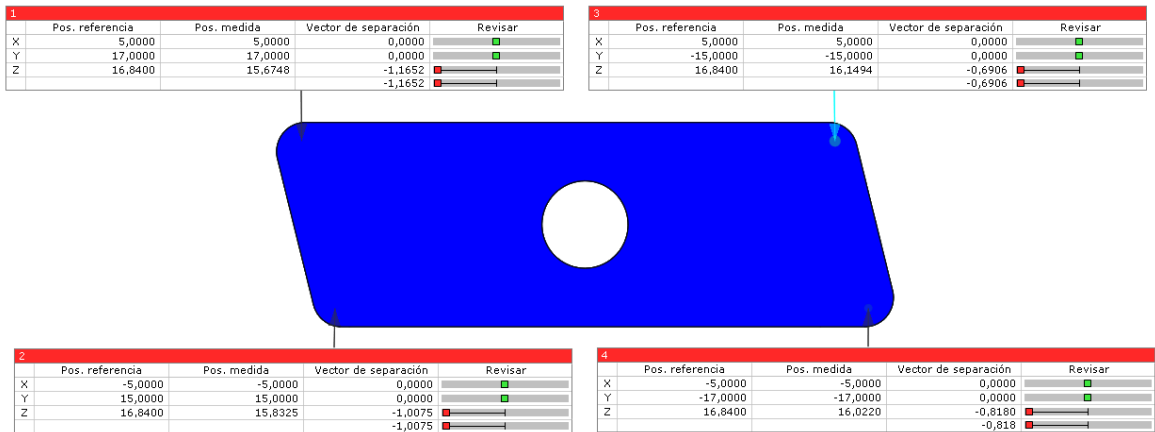 1
Pos. referencia Pos. medida Vector de separación Revisar
X 5,0000 5,0000 0,0000
Y 17,0000 17,0000 0,0000
Z 16,8400 15,6748 -1,1652
-1,1652
3
Pos. referencia Pos. medida Vector de separación Revisar
X 5,0000 5,0000 0,0000
Y -15,0000 -15,0000 0,0000
Z 16,8400 16,1494 -0,6906
-0,6906
2
Pos. referencia Pos. medida Vector de separación Revisar
X -5,0000 -5,0000 0,0000
Y 15,0000 15,0000 0,0000
Z 16,8400 15,8325 -1,0075
-1,0075
4
Pos. referencia Pos. medida Vector de separación Revisar
X -5,0000 -5,0000 0,0000
Y -17,0000 -17,0000 0,0000
Z 16,8400 16,0220 -0,8180
-0,818